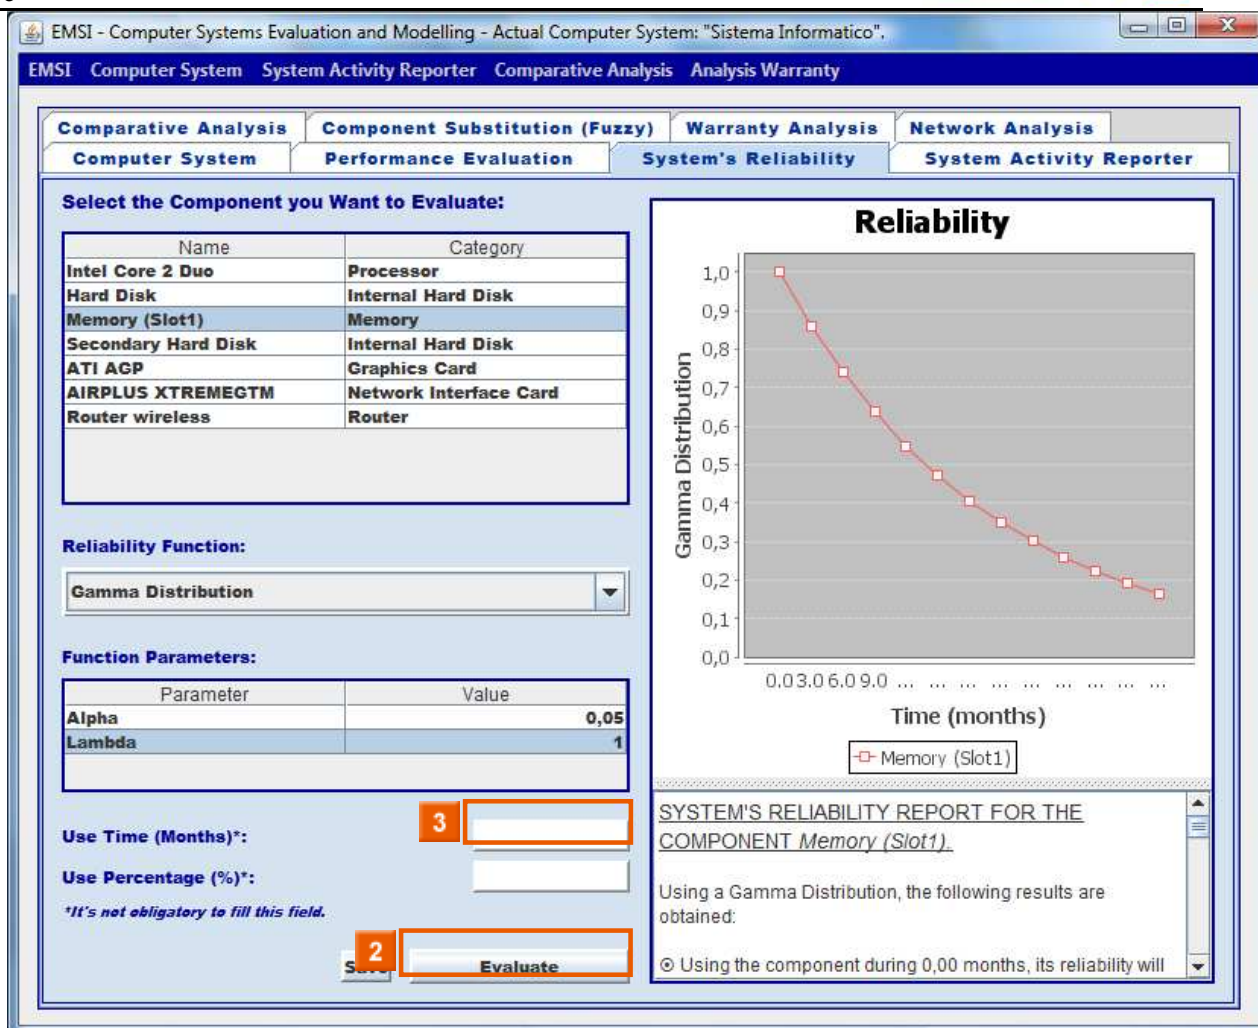 EMSI - Computer Systems Evaluation and Modelling - Actual Computer System: "Sistema Informatico".
EMSI Computer System System Activity Reporter Comparative Analysis Analysis Warranty
Comparative Analysis Component Substitution (Fuzzy) Warranty Analysis Network Analysis
Computer System Performance Evaluation System's Reliability System Activity Reporter
Select the Component you Want to Evaluate:
Name Category
Intel Core 2 Duo Processor
Hard Disk Internal Hard Disk
Memory (Slot1) Memory
Secondary Hard Disk Internal Hard Disk
ATI AGP Graphics Card
AIRPLUS XTREMEGTM Network Interface Card
Router wireless Router
Reliability Function:
Gamma Distribution
Function Parameters:
Parameter Value
Alpha 0,05
Lambda 1
3
Use Time (Months)*:
Use Percentage (%)*:
*It's not obligatory to fill this field.
2
Evaluate
Reliability
Gamma Distribution
1,0
0,9
0,8
0,7
0,6
0,5
0,4
0,3
0,2
0,1
0,0
0.0 3.0 6.0 9.0 ... ... ... ... ... ... ... ... ...
Time (months)
Memory (Slot1)
SYSTEM'S RELIABILITY REPORT FOR THE
COMPONENT Memory (Slot1).
Using a Gamma Distribution, the following results are
obtained:
Using the component during 0,00 months, its reliability will